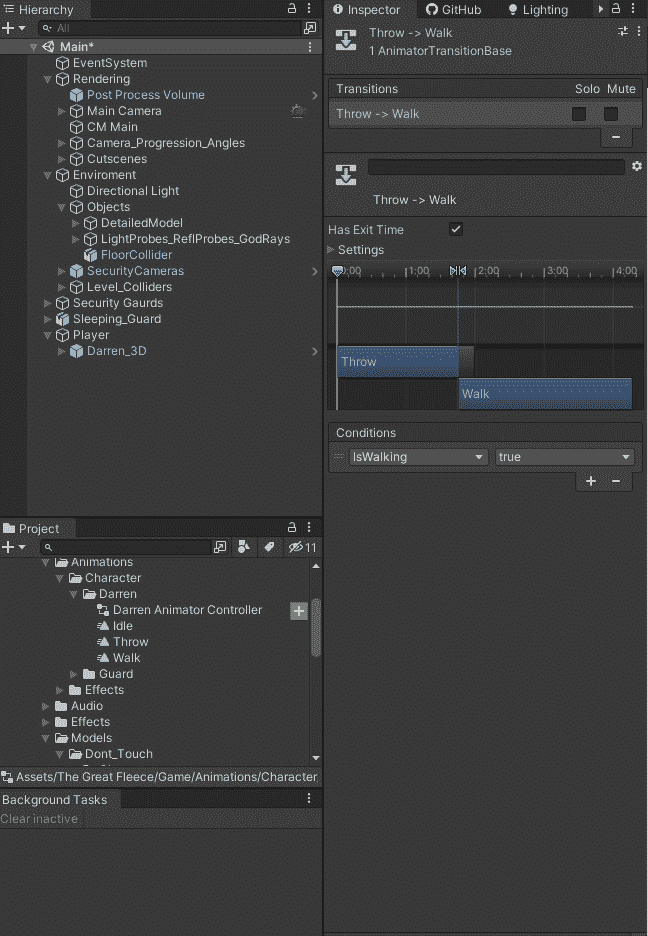 Hierarchy
All
Main*
EventSystem
Rendering
Post Process Volume
Main Camera
CM Main
Camera_Progression_Angles
Cutscenes
Enviroment
Directional Light
Objects
DetailedModel
LightProbes_ReflProbes_GodRays
FloorCollider
SecurityCameras
Level_Colliders
Security Gaurds
Sleeping_Guard
Player
Darren_3D
Project
11
Animations
Character
Darren
Darren Animator Controller
Idle
Throw
Walk
Guard
Effects
Audio
Effects
Models
Dont_Touch
Assets/The Great Fleece/Game/Animations/Character
Background Tasks
Clear inactive
Inspector GitHub Lighting
Throw -> Walk
1 AnimatorTransitionBase
Transitions Solo Mute
Throw -> Walk
Throw -> Walk
Has Exit Time
Settings
0:00 1:00 2:00 3:00 4:00
Throw
Walk
Conditions
IsWalking true